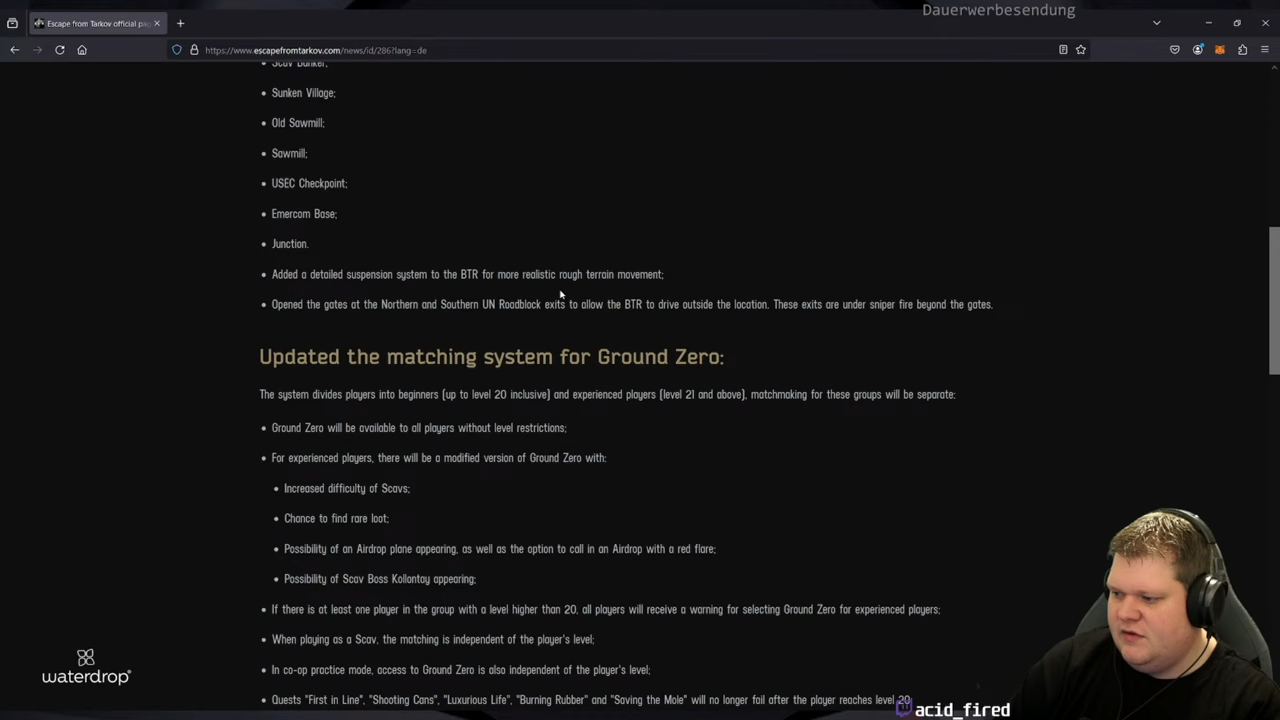 Dauerwerbesendung
Escape from Tarkov official pag
https://www.escapefromtarkov.com/news/id/286?lang=de
Scav Bunker;
Sunken Village;
Old Sawmill;
Sawmill;
USEC Checkpoint;
Emercom Base;
Junction.
Added a detailed suspension system to the BTR for more realistic rough terrain movement;
Opened the gates at the Northern and Southern UN Roadblock exits to allow the BTR to drive outside the location. These exits are under sniper fire beyond the gates.
Updated the matching system for Ground Zero:
The system divides players into beginners (up to level 20 inclusive) and experienced players (level 21 and above), matchmaking for these groups will be separate:
Ground Zero will be available to all players without level restrictions;
For experienced players, there will be a modified version of Ground Zero with:
Increased difficulty of Scavs;
Chance to find rare loot;
Possibility of an Airdrop plane appearing, as well as the option to call in an Airdrop with a red flare;
Possibility of Scav Boss Kollontay appearing;
If there is at least one player in the group with a level higher than 20, all players will receive a warning for selecting Ground Zero for experienced players;
When playing as a Scav, the matching is independent of the player's level;
In co-op practice mode, access to Ground Zero is also independent of the player's level;
Quests "First in Line", "Shooting Cans", "Luxurious Life", "Burning Rubber" and "Saving the Mole" will no longer fail after the player reaches level 20;
waterdrop
acid_fired